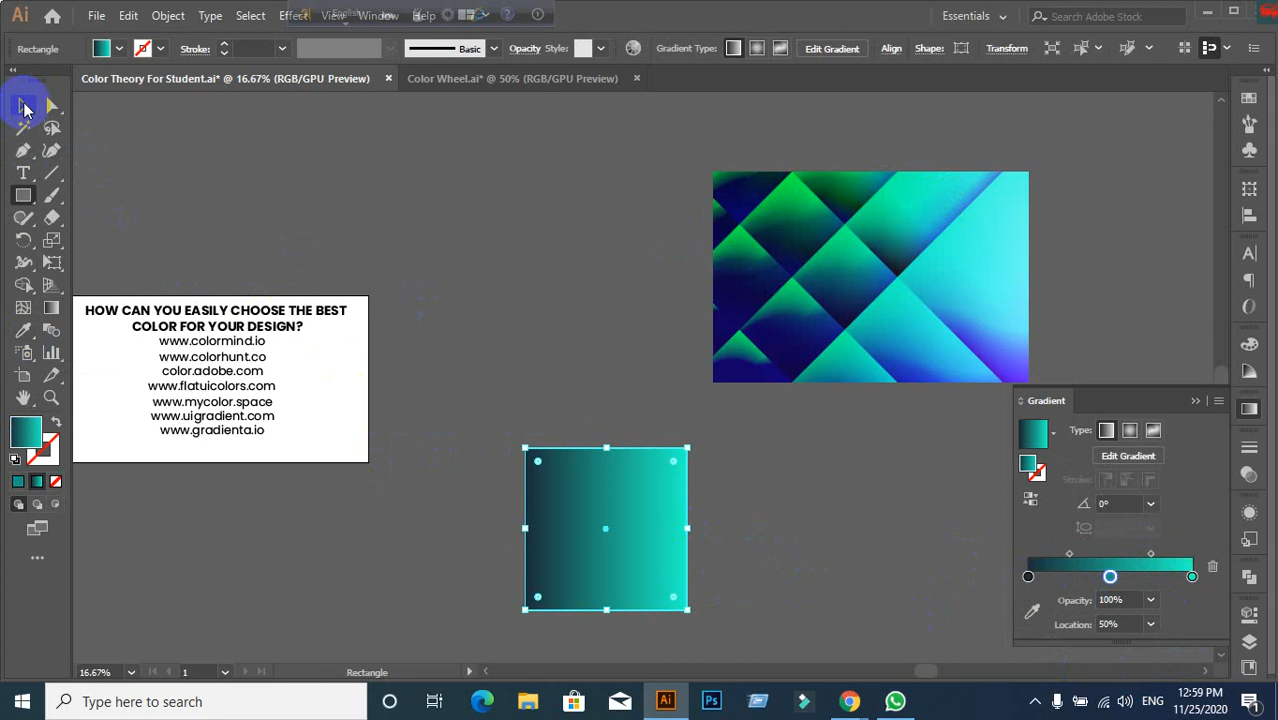 Ai File Edit Object Type Select Effect View Window Help Essentials Search Adobe Stock
English
Rectangle Stroke: Basic Opacity Style: Gradient Type: Edit Gradient Align Shape: Transform
Color Theory For Student.ai* @ 16.67% (RGB/GPU Preview) × Color Wheel.ai* @ 50% (RGB/GPU Preview) ×
HOW CAN YOU EASILY CHOOSE THE BEST
COLOR FOR YOUR DESIGN?
www.colormind.io
www.colorhunt.co
color.adobe.com
www.flatuicolors.com
www.mycolor.space
www.uigradient.com
www.gradienta.io
Gradient
Type:
Edit Gradient
Stroke:
0°
Opacity: 100%
Location: 50%
16.67% 1 Rectangle
Type here to search
Ai Ps
ENG
12:59 PM
11/25/2020